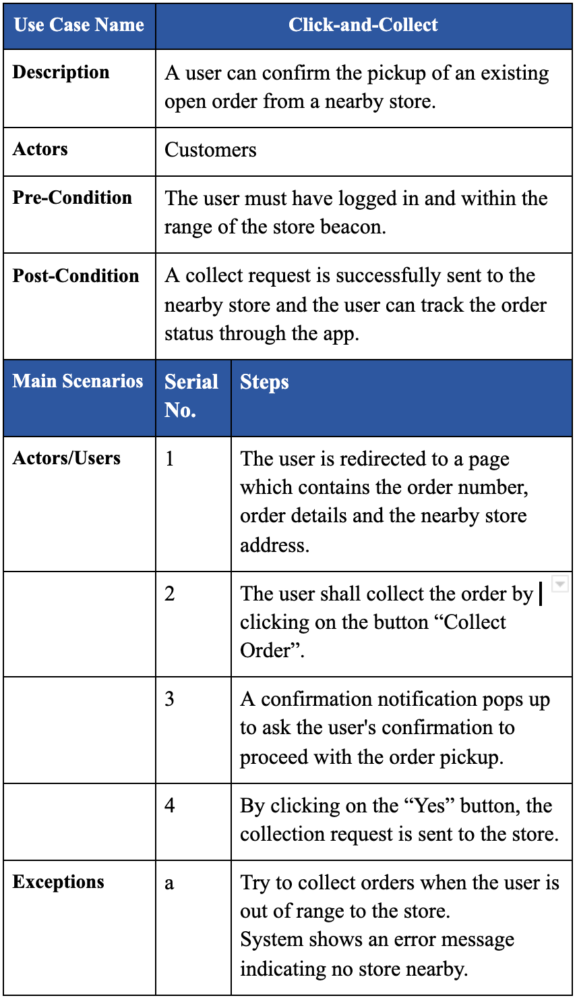 Use Case Name
Click-and-Collect
Description
A user can confirm the pickup of an existing
open order from a nearby store.
Actors
Customers
Pre-Condition
The user must have logged in and within the
range of the store beacon.
Post-Condition
A collect request is successfully sent to the
nearby store and the user can track the order
status through the app.
Main Scenarios
Serial
No.
Steps
Actors/Users
1
The user is redirected to a page
which contains the order number,
order details and the nearby store
address.
2
The user shall collect the order by
clicking on the button “Collect
Order”.
3
A confirmation notification pops up
to ask the user's confirmation to
proceed with the order pickup.
4
By clicking on the “Yes” button, the
collection request is sent to the store.
Exceptions
a
Try to collect orders when the user is
out of range to the store.
System shows an error message
indicating no store nearby.